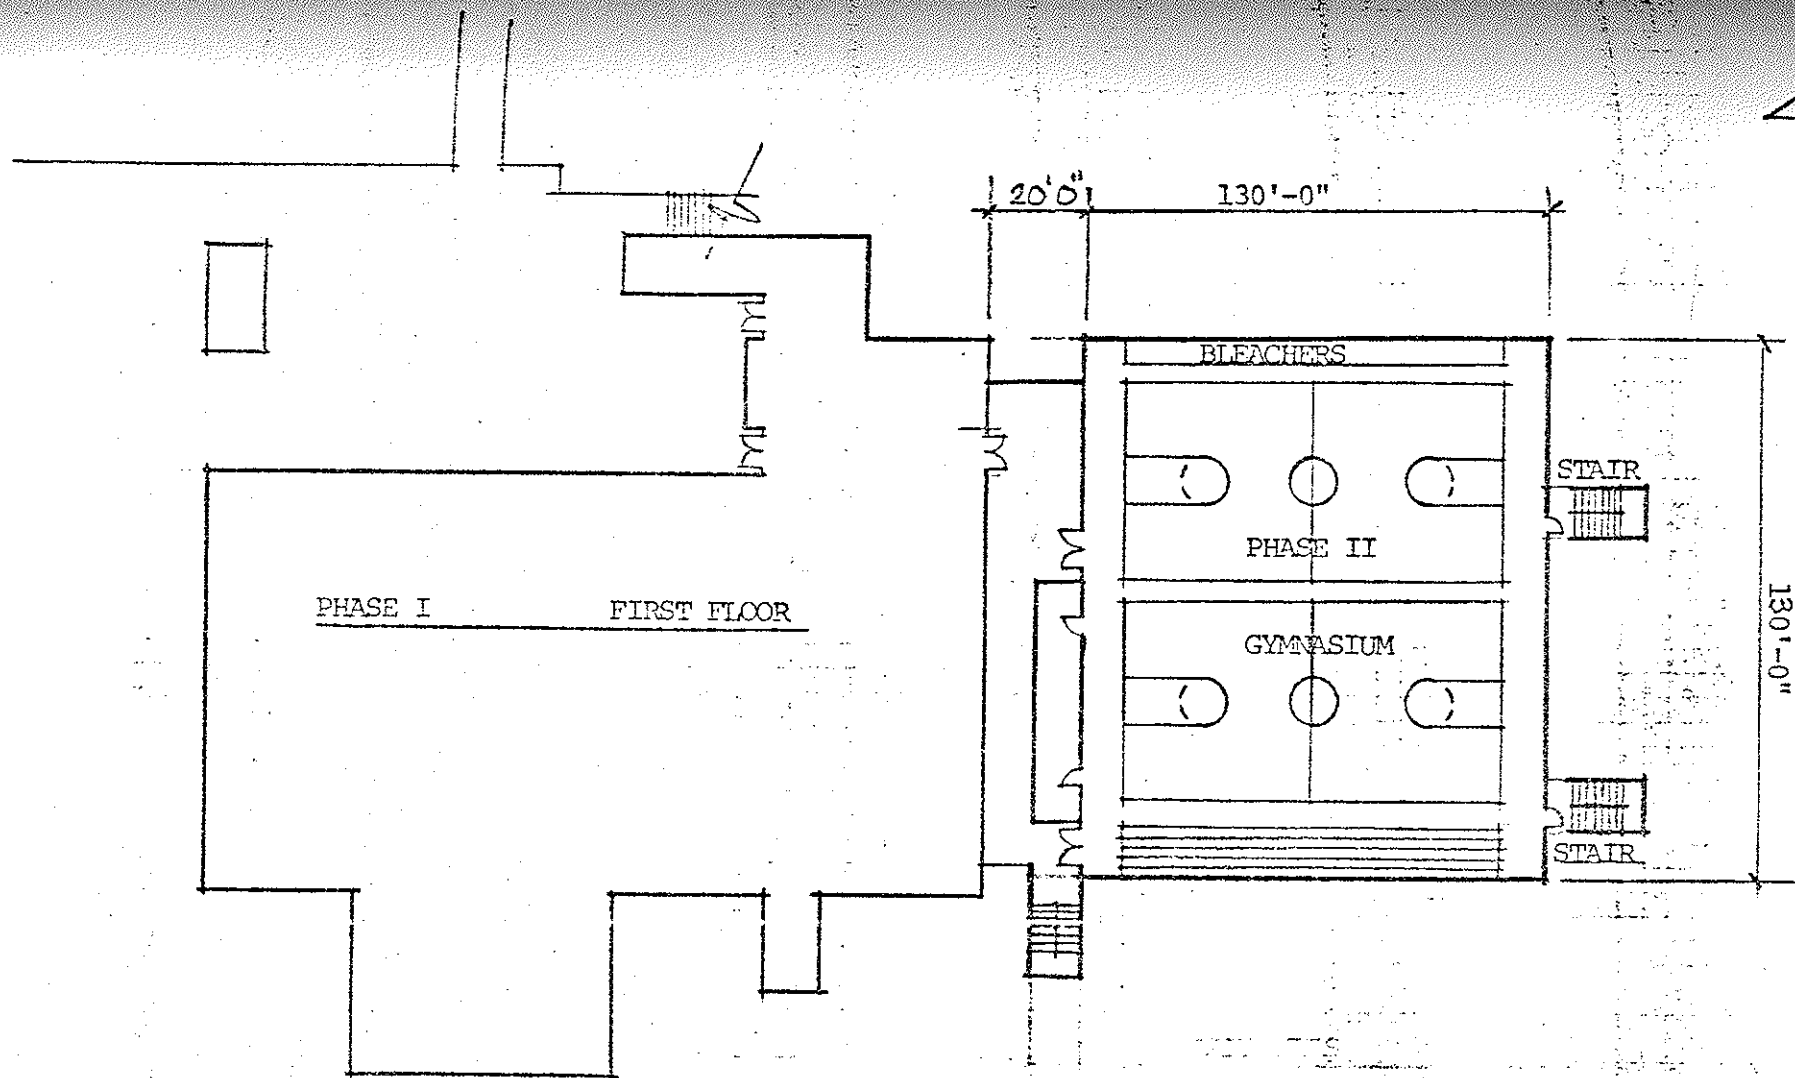 20'0" 130'-0"
BLEACHERS
STAIR
PHASE II
130'-0"
PHASE I FIRST FLOOR
GYMNASIUM
STAIR